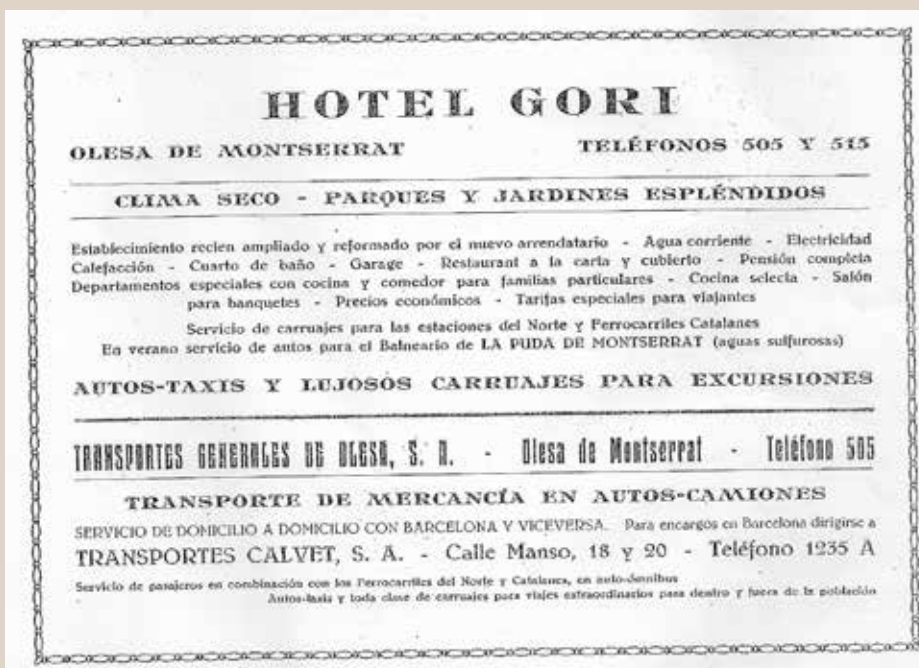 HOTEL GORI
OLESA DE MONTSERRAT TELÉFONOS 505 Y 515
CLIMA SECO - PARQUES Y JARDINES ESPLÉNDIDOS
Establecimiento recien ampliado y reformado por el nuevo arrendatario - Agua corriente - Electricidad
Calefacción - Cuarto de baño - Garage - Restaurant a la carta y cubierto - Pensión completa
Departamentos especiales con cocina y comedor para familias particulares - Cocina selecta - Salón
para banquetes - Precios económicos - Tarifas especiales para viajantes
Servicio de carruajes para las estaciones del Norte y Ferrocarriles Catalanes
En verano servicio de autos para el Balneario de LA PUDA DE MONTSERRAT (aguas sulfurosas)
AUTOS-TAXIS Y LUJOSOS CARRUAJES PARA EXCURSIONES
TRANSPORTES GENERALES DE OLESA, S. A. - Olesa de Montserrat - Teléfono 505
TRANSPORTE DE MERCANCÍA EN AUTOS-CAMIONES
SERVICIO DE DOMICILIO A DOMICILIO CON BARCELONA Y VICEVERSA. Para encargos en Barcelona dirigirse a
TRANSPORTES CALVET, S. A. - Calle Manso, 18 y 20 - Teléfono 1235 A
Servicio de pasajeros en combinación con los Ferrocarriles del Norte y Catalanes, en auto-ómnibus
Autos-taxis y toda clase de carruajes para viajes extraordinarios para dentro y fuera de la población